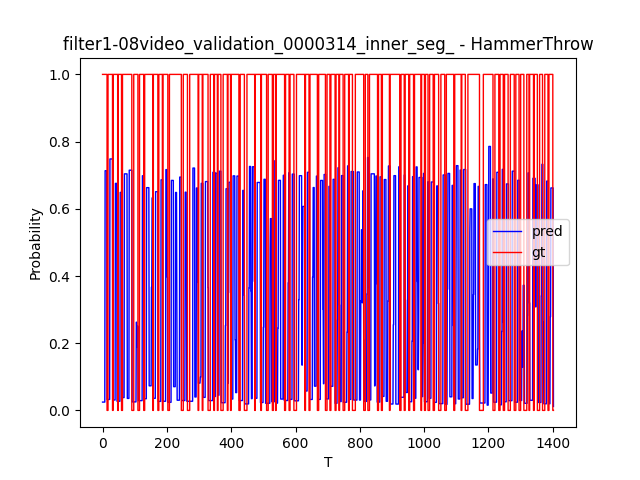 filter1-08video_validation_0000314_inner_seg_ - HammerThrow
1.0
0.8
0.6
0.4
0.2
0.0
Probability
pred
gt
0 200 400 600 800 1000 1200 1400
T